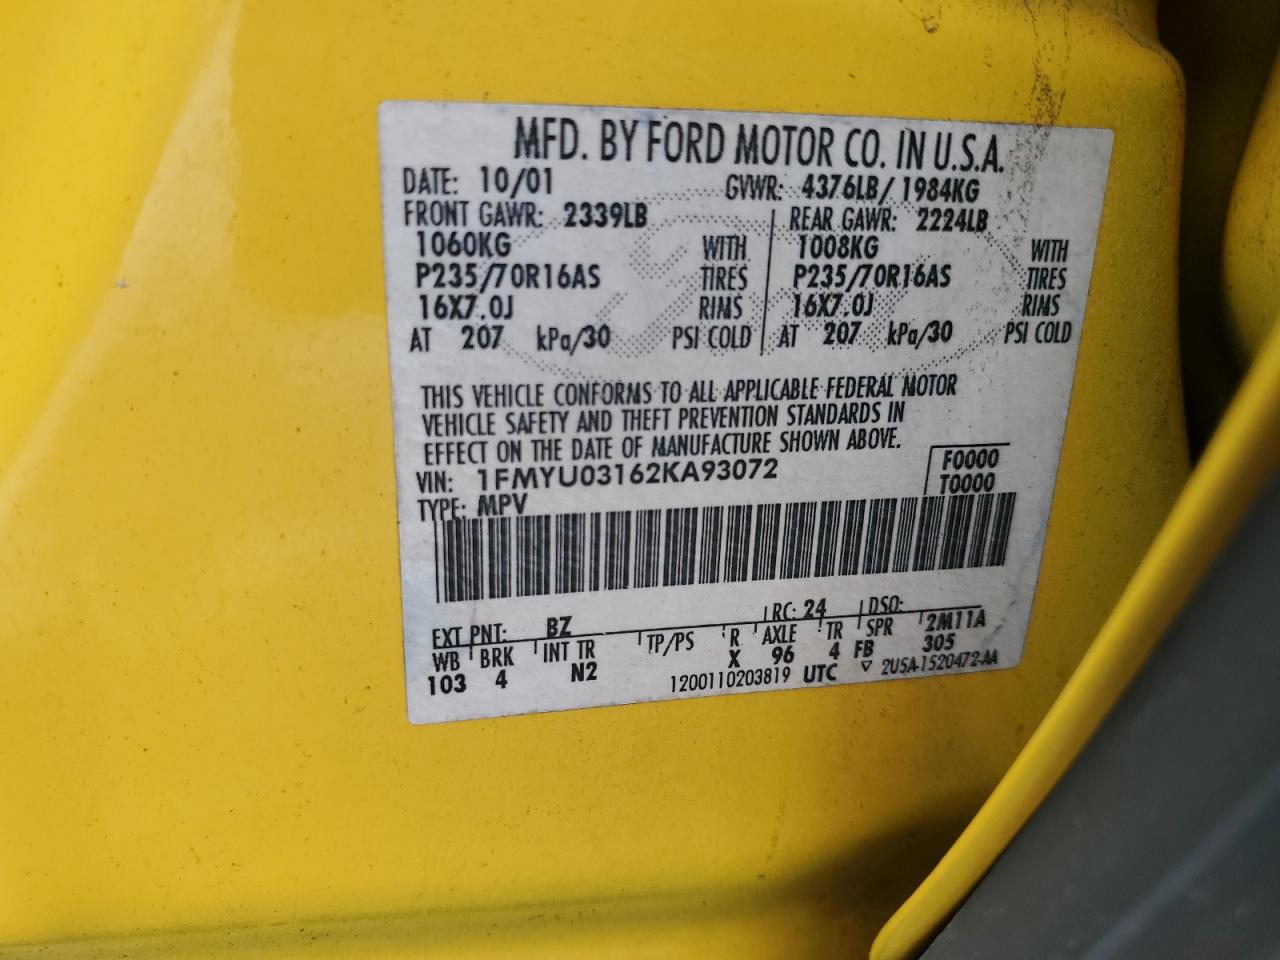 MFD. BY FORD MOTOR CO. IN U.S.A.
DATE: 10/01 GVWR: 4376LB/ 1984KG
FRONT GAWR: 2339LB REAR GAWR: 2224LB
1060KG WITH 1008KG WITH
P235/70R16AS TIRES P235/70R16AS TIRES
16X7.0J RIMS 16X7.0J RIMS
AT 207 kPa/30 PSI COLD AT 207 kPa/30 PSI COLD
THIS VEHICLE CONFORMS TO ALL APPLICABLE FEDERAL MOTOR
VEHICLE SAFETY AND THEFT PREVENTION STANDARDS IN
EFFECT ON THE DATE OF MANUFACTURE SHOWN ABOVE.
VIN: 1FMYU03162KA93072 F0000
TYPE: MPV T0000
EXT PNT: BZ RC: 24 DSO:
WB BRK INT TR TP/PS R AXLE TR SPR 2M11A
103 4 N2 X 96 4 FB 305
1200110203819 UTC ▽ 2USA-1520472-AA